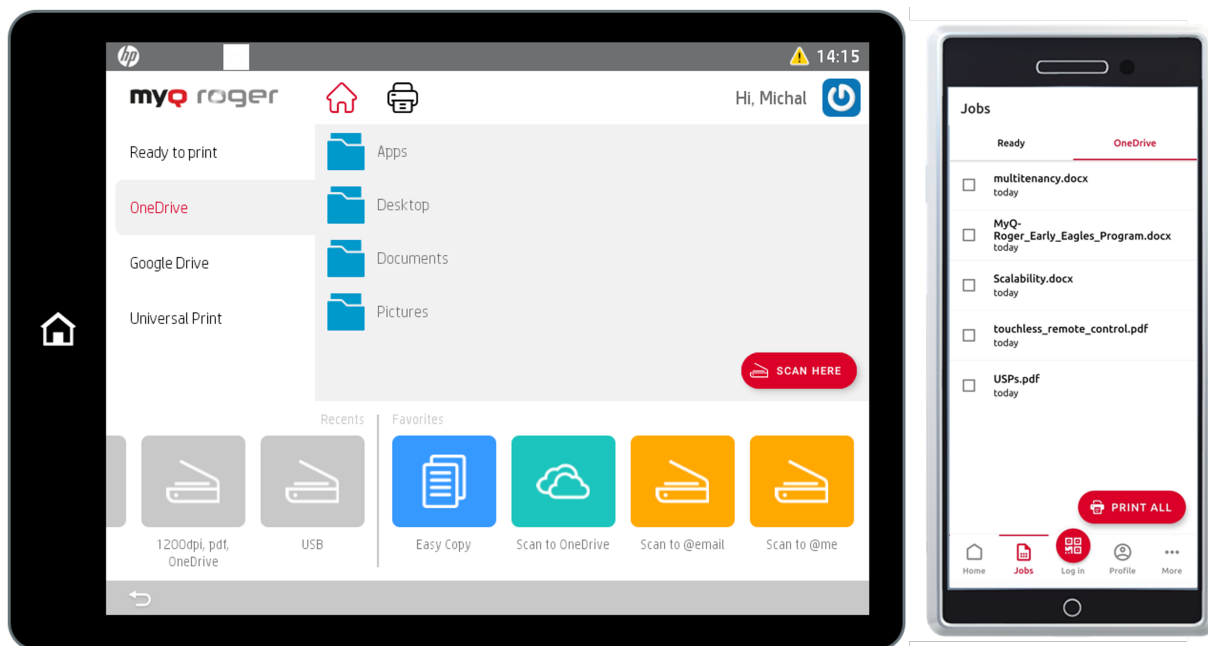 hp
14:15
myQ roger
Hi, Michal
Ready to print
OneDrive
Google Drive
Universal Print
Apps
Desktop
Documents
Pictures
SCAN HERE
Recents
Favorites
1200dpi, pdf,
OneDrive
USB
Easy Copy
Scan to OneDrive
Scan to @email
Scan to @me
Jobs
Ready
OneDrive
multitenancy.docx
today
MyQ-
Roger_Early_Eagles_Program.docx
today
Scalability.docx
today
touchless_remote_control.pdf
today
USPs.pdf
today
PRINT ALL
Home
Jobs
Log in
Profile
More